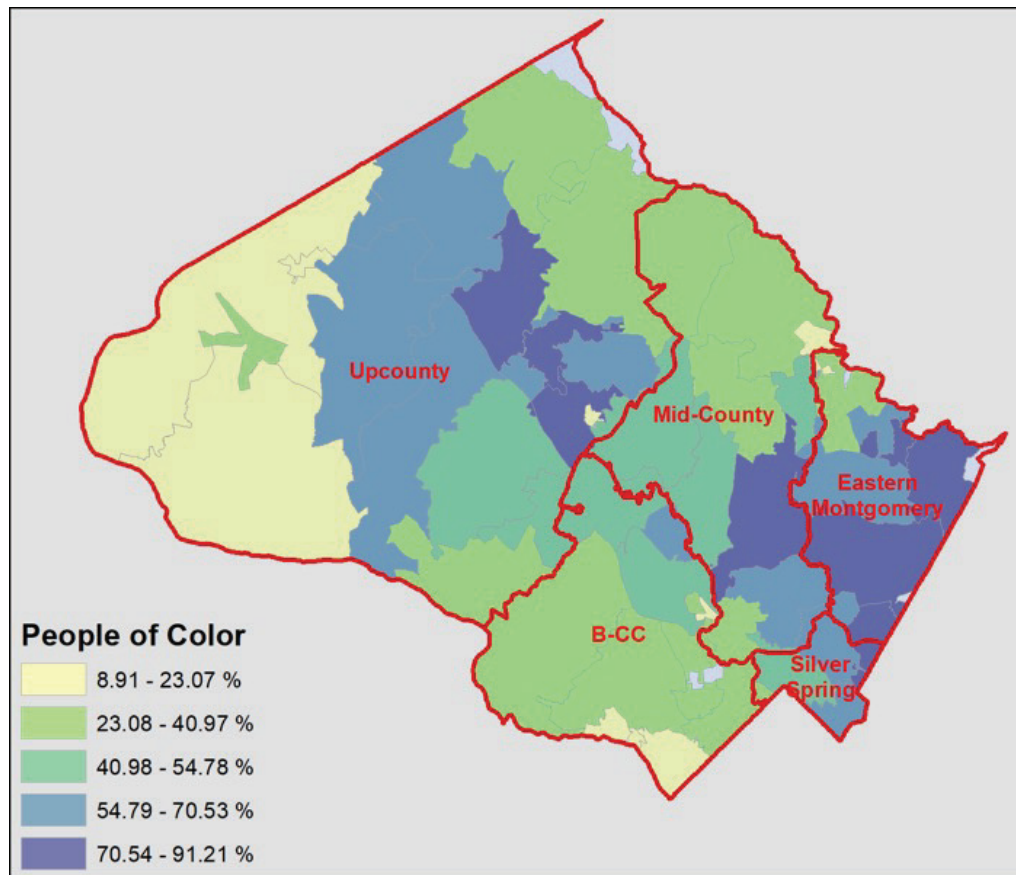 Upcounty
Mid-County
Eastern
Montgomery
B-CC
Silver
Spring
People of Color
8.91 - 23.07 %
23.08 - 40.97 %
40.98 - 54.78 %
54.79 - 70.53 %
70.54 - 91.21 %